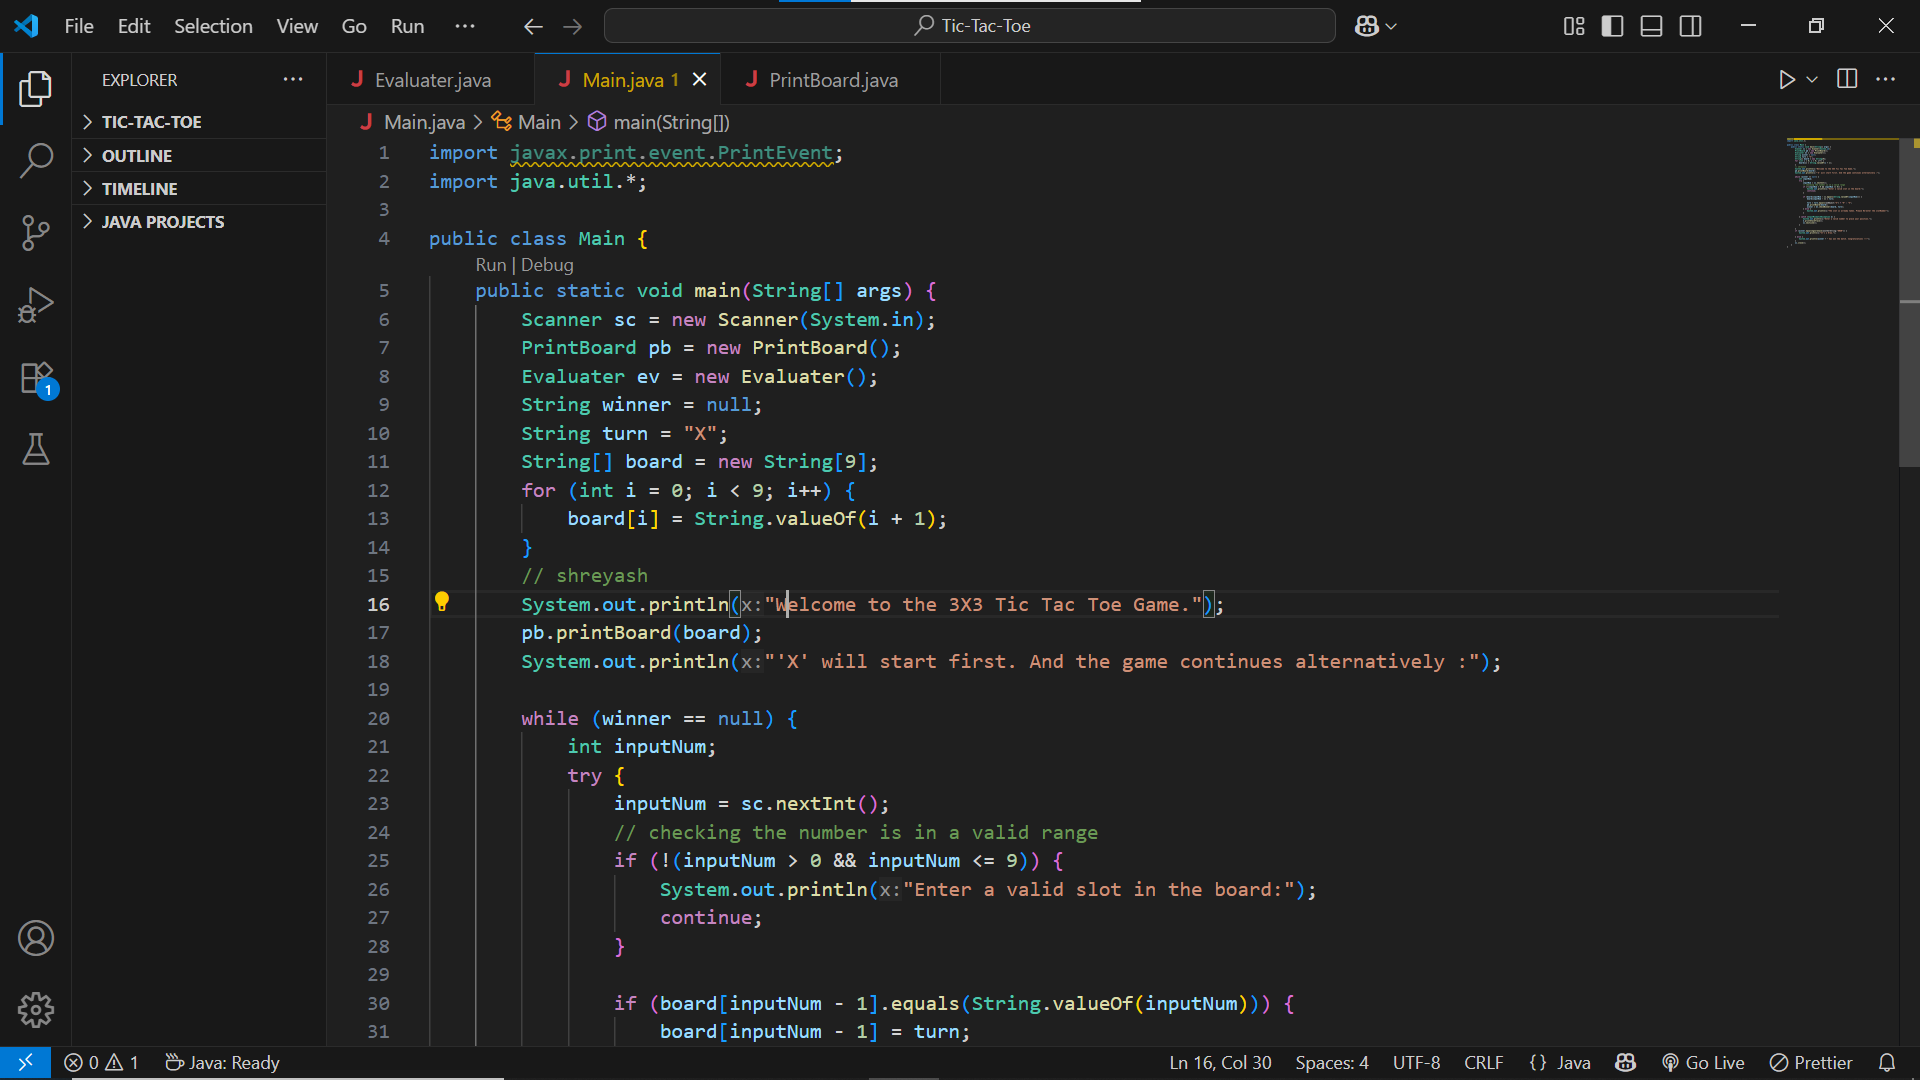 File Edit Selection View Go Run ··· Tic-Tac-Toe
EXPLORER ···
TIC-TAC-TOE
OUTLINE
TIMELINE
JAVA PROJECTS
1
J Evaluater.java J Main.java 1 J PrintBoard.java
J Main.java > Main > main(String[])
1 import javax.print.event.PrintEvent;
2 import java.util.*;
3
4 public class Main {
Run | Debug
5 public static void main(String[] args) {
6 Scanner sc = new Scanner(System.in);
7 PrintBoard pb = new PrintBoard();
8 Evaluater ev = new Evaluater();
9 String winner = null;
10 String turn = "X";
11 String[] board = new String[9];
12 for (int i = 0; i < 9; i++) {
13 board[i] = String.valueOf(i + 1);
14 }
15 // shreyash
16 System.out.println(x:"Welcome to the 3X3 Tic Tac Toe Game.");
17 pb.printBoard(board);
18 System.out.println(x:"'X' will start first. And the game continues alternatively :");
19
20 while (winner == null) {
21 int inputNum;
22 try {
23 inputNum = sc.nextInt();
24 // checking the number is in a valid range
25 if (!(inputNum > 0 && inputNum <= 9)) {
26 System.out.println(x:"Enter a valid slot in the board:");
27 continue;
28 }
29
30 if (board[inputNum - 1].equals(String.valueOf(inputNum))) {
31 board[inputNum - 1] = turn;
0 1 Java: Ready Ln 16, Col 30 Spaces: 4 UTF-8 CRLF {} Java Go Live Prettier